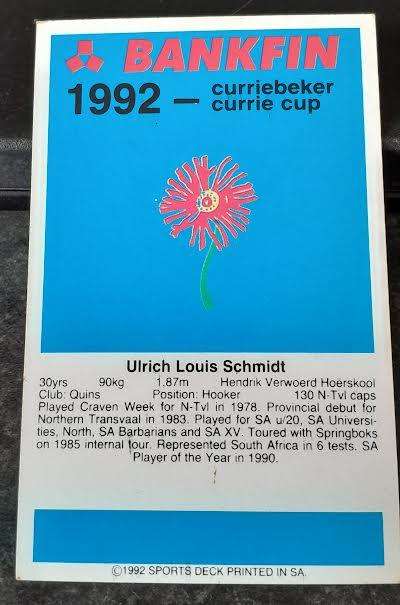 BANKFIN
1992 – curriebeker
currie cup
Ulrich Louis Schmidt
30yrs 90kg 1.87m Hendrik Verwoerd Hoërskool
Club: Quins Position: Hooker 130 N-Tvl caps
Played Craven Week for N-Tvl in 1978. Provincial debut for
Northern Transvaal in 1983. Played for SA u/20, SA Universi-
ties, North, SA Barbarians and SA XV. Toured with Springboks
on 1985 internal tour. Represented South Africa in 6 tests. SA
Player of the Year in 1990.
©1992 SPORTS DECK PRINTED IN SA.